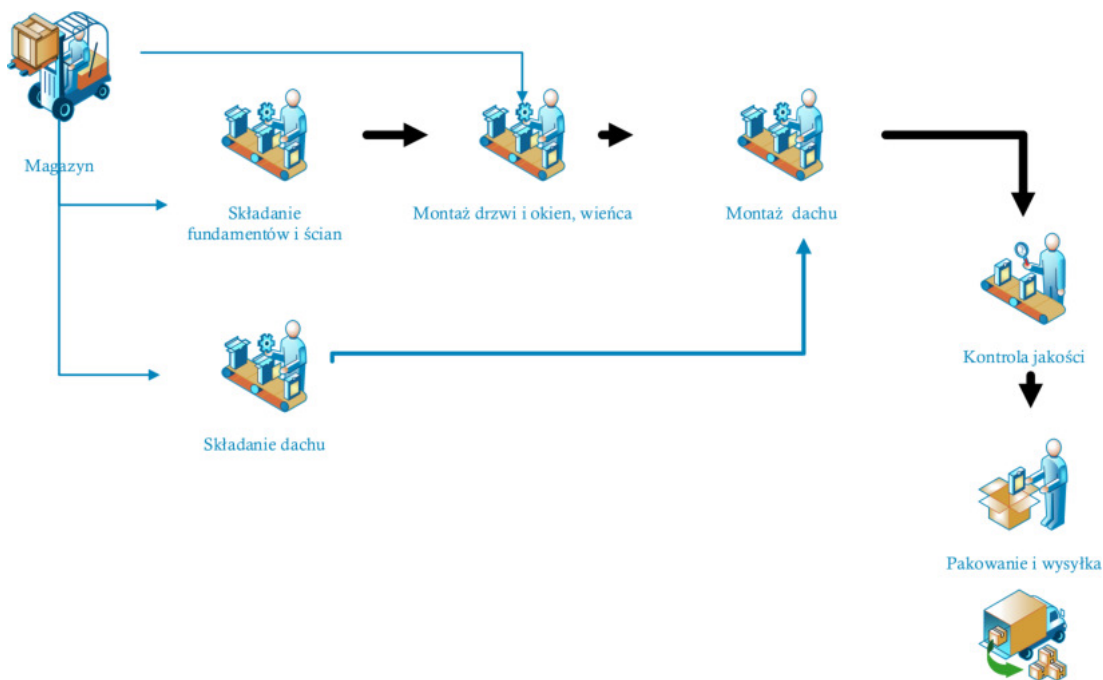 Magazyn
Składanie
fundamentów i ścian
Montaż drzwi i okien, wieńca
Montaż dachu
Kontrola jakości
Składanie dachu
Pakowanie i wysyłka